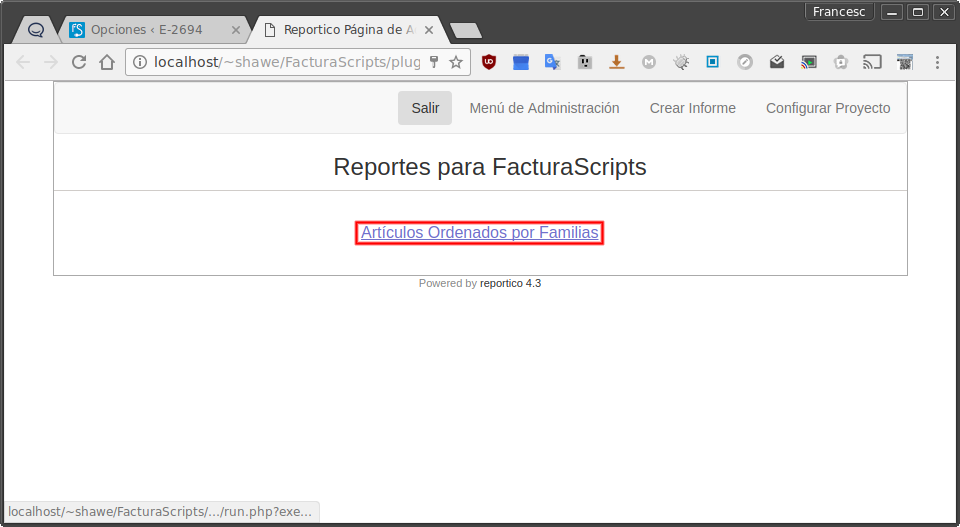 Francesc
Opciones ‹ E-2694
Reportico Página de A
localhost/~shawe/FacturaScripts/plug
Salir Menú de Administración Crear Informe Configurar Proyecto
Reportes para FacturaScripts
Artículos Ordenados por Familias
Powered by reportico 4.3
localhost/~shawe/FacturaScripts/.../run.php?exe...